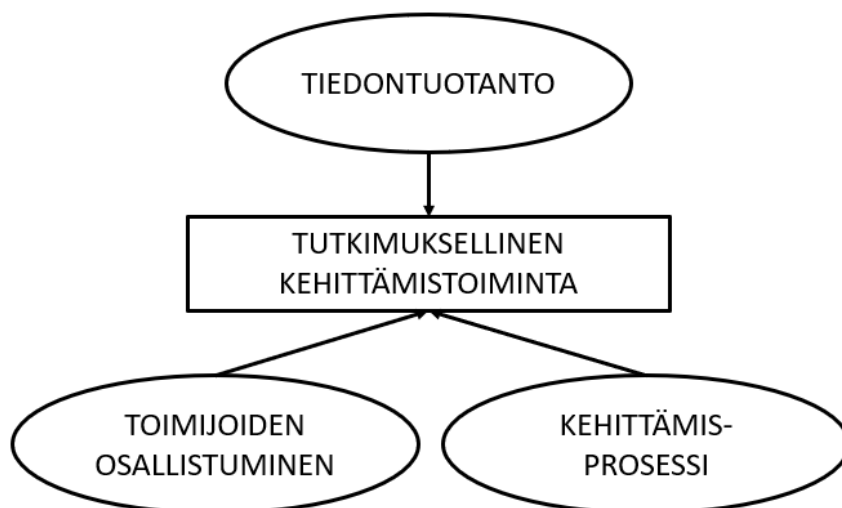 TIEDONTUOTANTO
TUTKIMUKSELLINEN
KEHITTÄMISTOIMINTA
TOIMIJOIDEN
OSALLISTUMINEN
KEHITTÄMIS-
PROSESSI